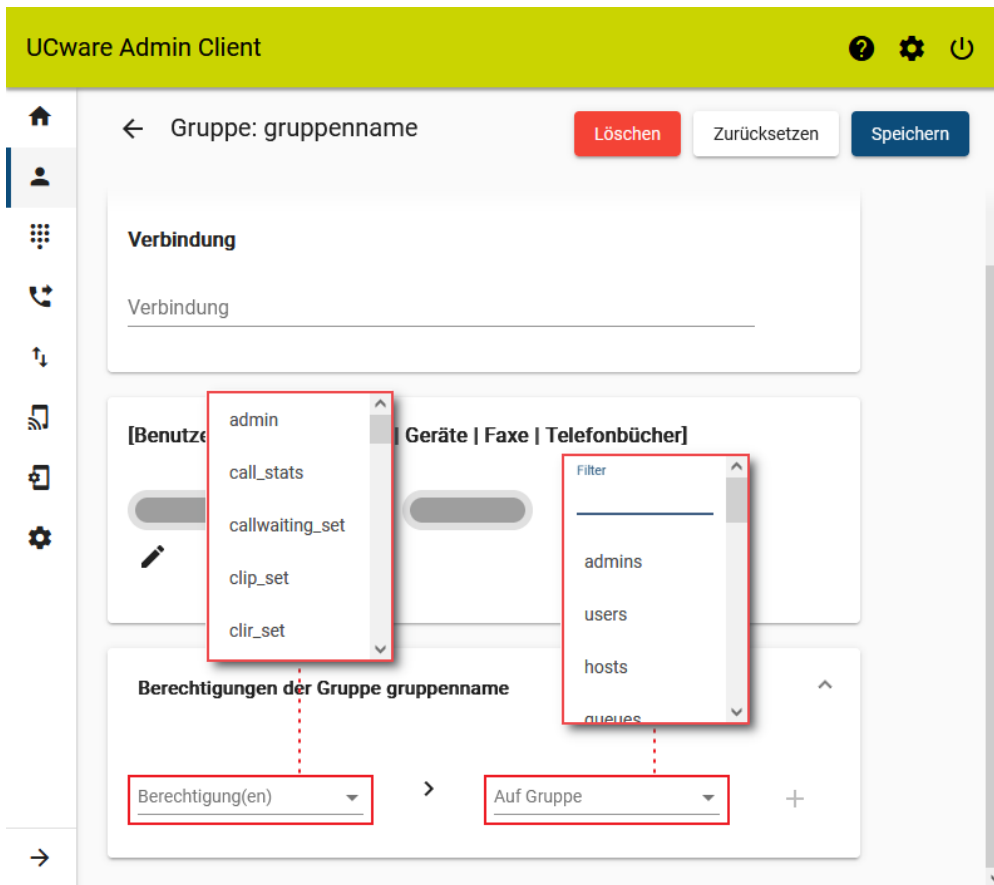 UCware Admin Client
Gruppe: gruppenname
Löschen
Zurücksetzen
Speichern
Verbindung
Verbindung
[Benutze | Geräte | Faxe | Telefonbücher]
admin
call_stats
callwaiting_set
clip_set
clir_set
Filter
admins
users
hosts
queues
Berechtigungen der Gruppe gruppenname
Berechtigung(en)
Auf Gruppe